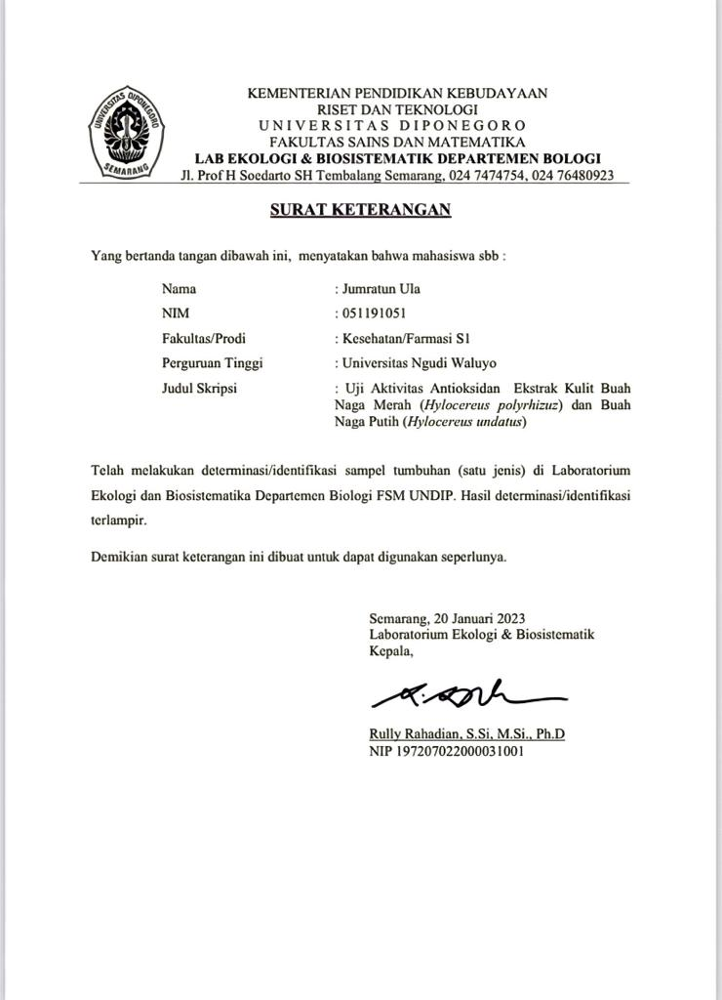 UNIVERSITAS DIPONEGORO
SEMARANG
KEMENTERIAN PENDIDIKAN KEBUDAYAAN
RISET DAN TEKNOLOGI
UNIVERSITAS DIPONEGORO
FAKULTAS SAINS DAN MATEMATIKA
LAB EKOLOGI & BIOSISTEMATIK DEPARTEMEN BOLOGI
Jl. Prof H Soedarto SH Tembalang Semarang, 024 7474754, 024 76480923
SURAT KETERANGAN
Yang bertanda tangan dibawah ini, menyatakan bahwa mahasiswa sbb :
Nama : Jumratun Ula
NIM : 051191051
Fakultas/Prodi : Kesehatan/Farmasi S1
Perguruan Tinggi : Universitas Ngudi Waluyo
Judul Skripsi : Uji Aktivitas Antioksidan Ekstrak Kulit Buah
Naga Merah (Hylocereus polyrhizuz) dan Buah
Naga Putih (Hylocereus undatus)
Telah melakukan determinasi/identifikasi sampel tumbuhan (satu jenis) di Laboratorium
Ekologi dan Biosistematika Departemen Biologi FSM UNDIP. Hasil determinasi/identifikasi
terlampir.
Demikian surat keterangan ini dibuat untuk dapat digunakan seperlunya.
Semarang, 20 Januari 2023
Laboratorium Ekologi & Biosistematik
Kepala,
Rully Rahadian, S.Si, M.Si., Ph.D
NIP 197207022000031001